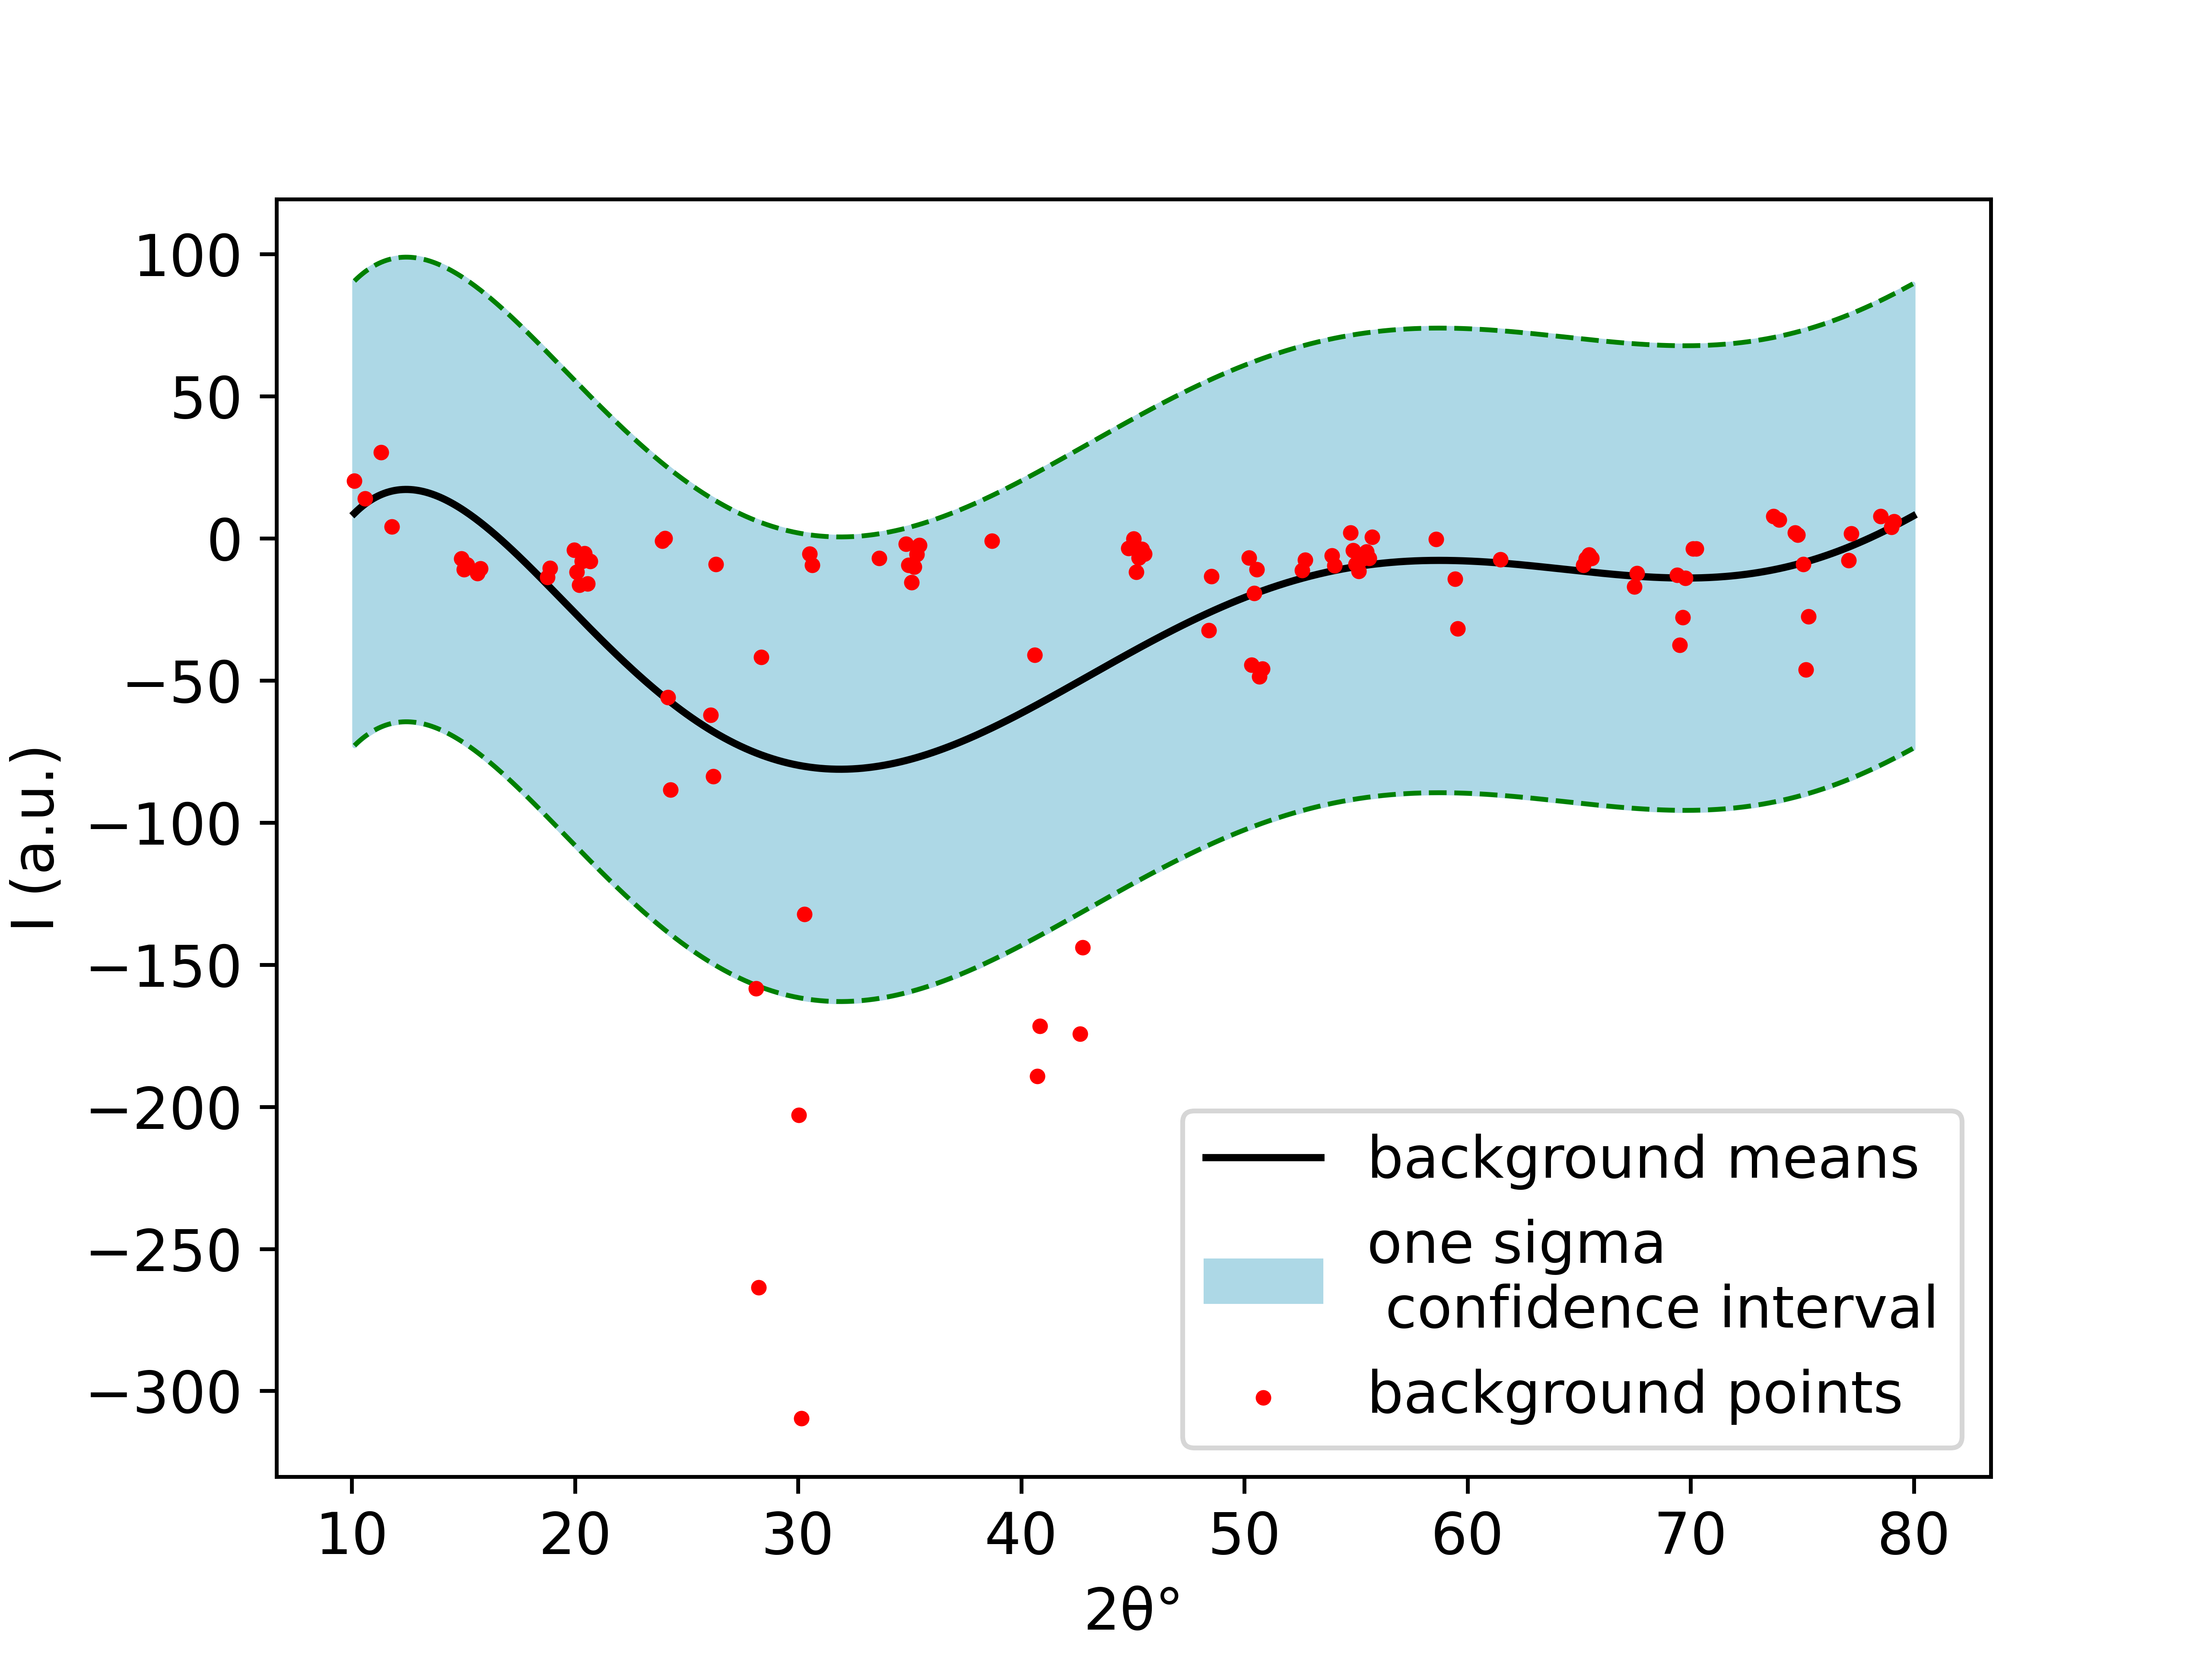 100
50
0
−50
−100
−150
−200
−250
−300
I (a.u.)
background means
one sigma
confidence interval
background points
10 20 30 40 50 60 70 80
2θ°